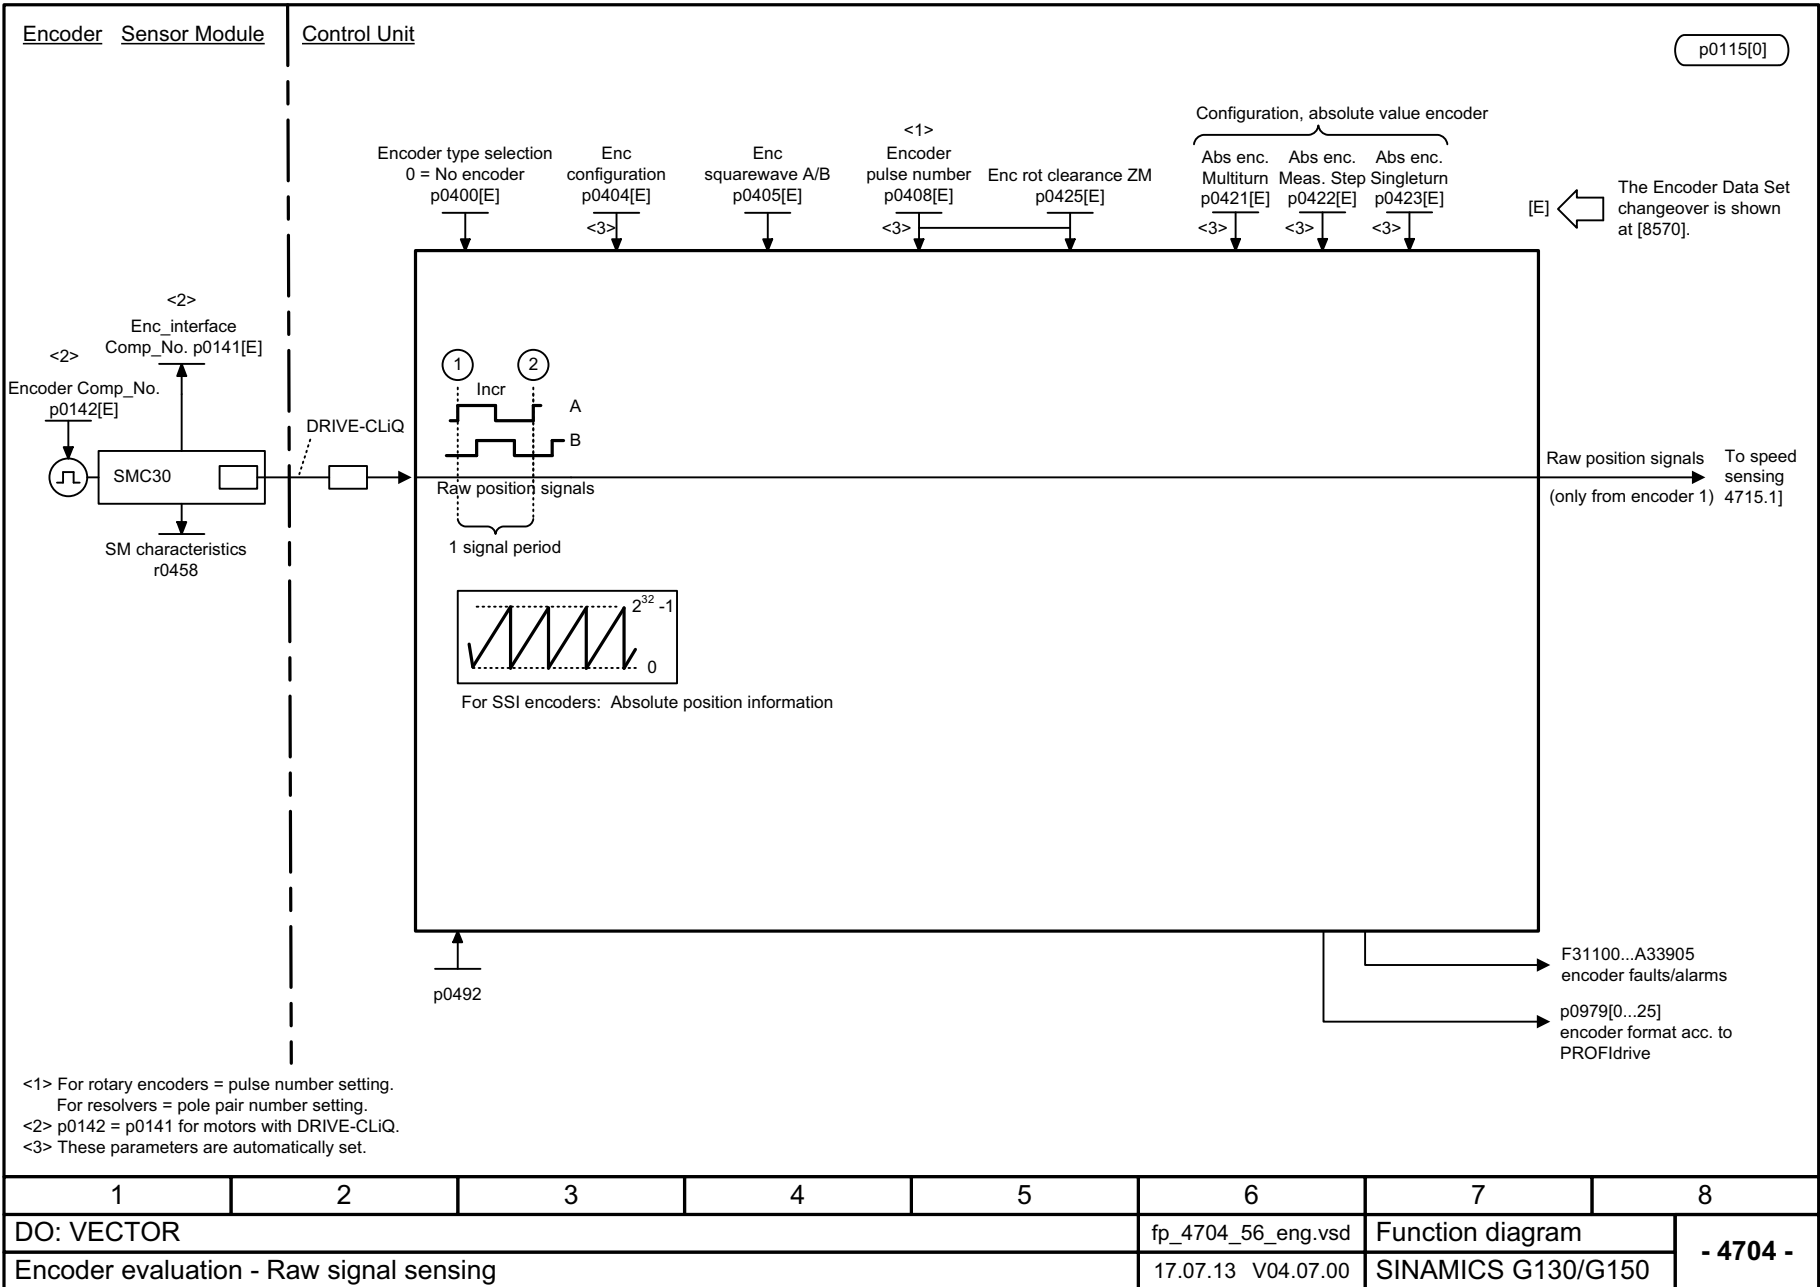 Encoder Sensor Module Control Unit
p0115[0]
Configuration, absolute value encoder
Encoder type selection
0 = No encoder
p0400[E]
Enc
configuration
p0404[E]
<3>
Enc
squarewave A/B
p0405[E]
<1>
Encoder
pulse number
p0408[E]
<3>
Enc rot clearance ZM
p0425[E]
Abs enc.
Multiturn
p0421[E]
<3>
Abs enc.
Meas. Step
p0422[E]
<3>
Abs enc.
Singleturn
p0423[E]
<3>
[E]
The Encoder Data Set
changeover is shown
at [8570].
<2>
Enc_interface
Comp_No. p0141[E]
<2>
Encoder Comp_No.
p0142[E]
SMC30
SM characteristics
r0458
DRIVE-CLiQ
1 2
Incr
A
B
Raw position signals
1 signal period
2^32 -1
0
For SSI encoders: Absolute position information
Raw position signals
(only from encoder 1)
To speed
sensing
4715.1]
p0492
F31100...A33905
encoder faults/alarms
p0979[0...25]
encoder format acc. to
PROFIdrive
<1> For rotary encoders = pulse number setting.
For resolvers = pole pair number setting.
<2> p0142 = p0141 for motors with DRIVE-CLiQ.
<3> These parameters are automatically set.
1 2 3 4 5 6 7 8
DO: VECTOR
fp_4704_56_eng.vsd
Function diagram
- 4704 -
Encoder evaluation - Raw signal sensing
17.07.13 V04.07.00
SINAMICS G130/G150